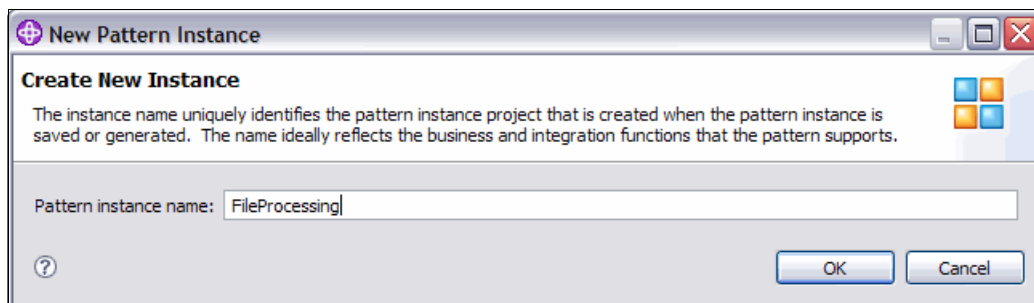 New Pattern Instance
Create New Instance
The instance name uniquely identifies the pattern instance project that is created when the pattern instance is
saved or generated. The name ideally reflects the business and integration functions that the pattern supports.
Pattern instance name: FileProcessing
?
OK Cancel